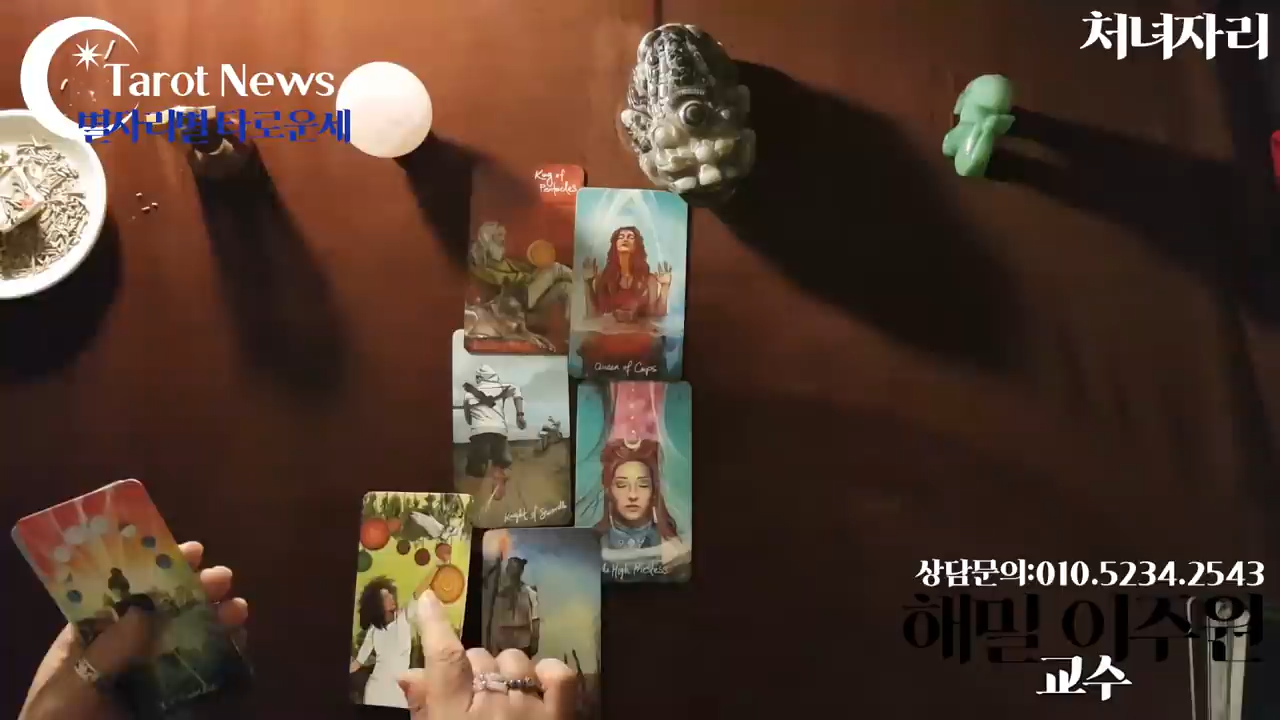 Tarot News
별자리별 타로운세
처녀자리
King of
Pentacles
Queen of Cups
Knight of Swords
The High Priestess
상담문의:010.5234.2543
해밀 이주원
교수